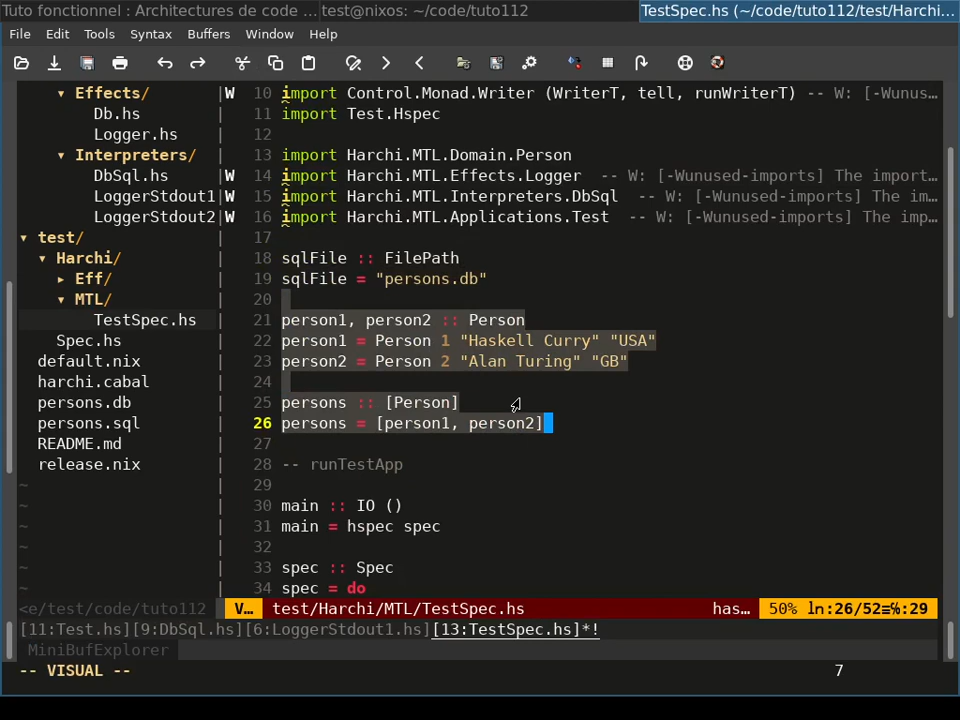 Tuto fonctionnel : Architectures de code ... test@nixos: ~/code/tuto112 TestSpec.hs (~/code/tuto112/test/Harchi/...
File Edit Tools Syntax Buffers Window Help
▾ Effects/
Db.hs
Logger.hs
▾ Interpreters/
DbSql.hs
LoggerStdout1
LoggerStdout2
▾ test/
▾ Harchi/
▸ Eff/
▾ MTL/
TestSpec.hs
Spec.hs
default.nix
harchi.cabal
persons.db
persons.sql
README.md
release.nix
~
~
~
~
~
~
W 10 import Control.Monad.Writer (WriterT, tell, runWriterT) -- W: [-Wunus…
11 import Test.Hspec
12
13 import Harchi.MTL.Domain.Person
W 14 import Harchi.MTL.Effects.Logger -- W: [-Wunused-imports] The import…
W 15 import Harchi.MTL.Interpreters.DbSql -- W: [-Wunused-imports] The im…
W 16 import Harchi.MTL.Applications.Test -- W: [-Wunused-imports] The imp…
17
18 sqlFile :: FilePath
19 sqlFile = "persons.db"
20
21 person1, person2 :: Person
22 person1 = Person 1 "Haskell Curry" "USA"
23 person2 = Person 2 "Alan Turing" "GB"
24
25 persons :: [Person]
26 persons = [person1, person2]
27
28 -- runTestApp
29
30 main :: IO ()
31 main = hspec spec
32
33 spec :: Spec
34 spec = do
<e/test/code/tuto112 V… test/Harchi/MTL/TestSpec.hs has… 50% ln:26/52≡℅:29
[11:Test.hs][9:DbSql.hs][6:LoggerStdout1.hs][13:TestSpec.hs]*!
MiniBufExplorer
-- VISUAL -- 7